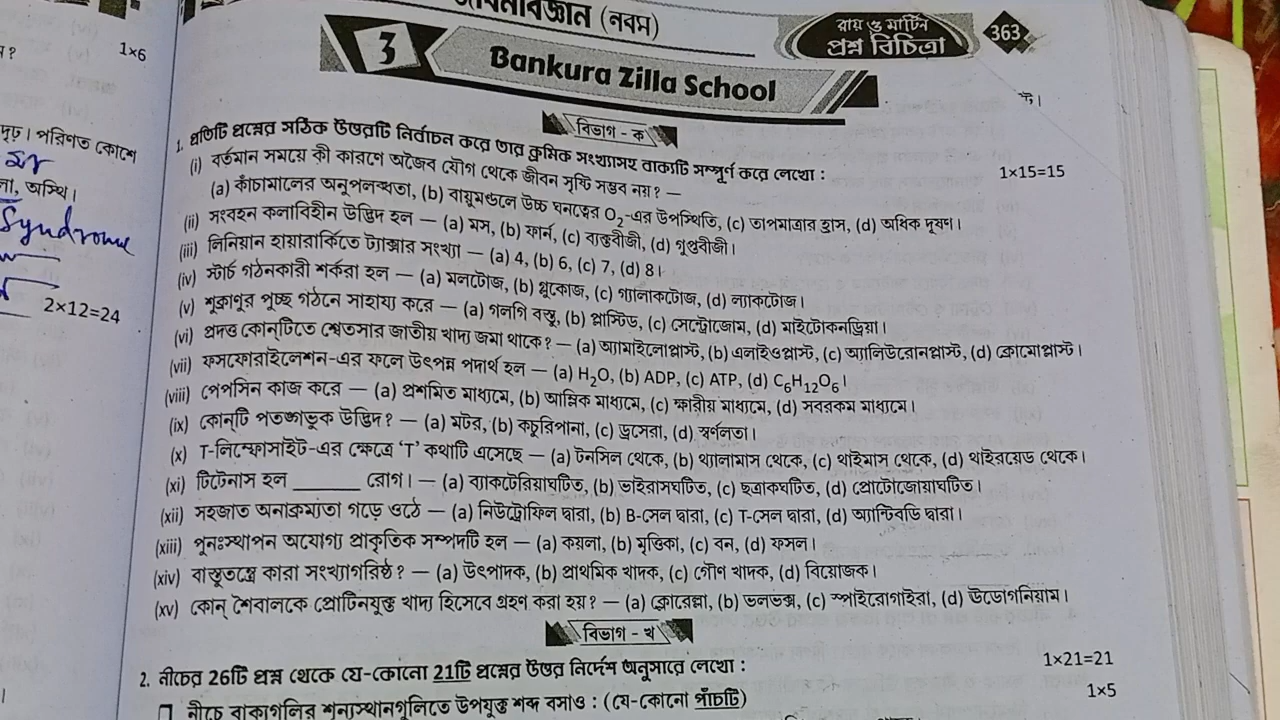 জীবনবিজ্ঞান (নবম)
রায় ও মার্টিন
প্রশ্ন বিচিত্রা
363
3
Bankura Zilla School
বিভাগ - ক
1. প্রতিটি প্রশ্নের সঠিক উত্তরটি নির্বাচন করে তার ক্রমিক সংখ্যাসহ বাক্যটি সম্পূর্ণ করে লেখো : 1×15=15
(i) বর্তমান সময়ে কী কারণে অজৈব যৌগ থেকে জীবন সৃষ্টি সম্ভব নয়? —
(a) কাঁচামালের অনুপলব্ধতা, (b) বায়ুমণ্ডলে উচ্চ ঘনত্বের O₂-এর উপস্থিতি, (c) তাপমাত্রার হ্রাস, (d) অধিক দূষণ।
(ii) সংবহন কলাবিহীন উদ্ভিদ হল — (a) মস, (b) ফার্ন, (c) ব্যক্তবীজী, (d) গুপ্তবীজী।
(iii) লিনিয়ান হায়ারার্কিতে ট্যাক্সার সংখ্যা — (a) 4, (b) 6, (c) 7, (d) 8।
(iv) স্টার্চ গঠনকারী শর্করা হল — (a) মলটোজ, (b) গ্লুকোজ, (c) গ্যালাকটোজ, (d) ল্যাকটোজ।
(v) শুক্রাণুর পুচ্ছ গঠনে সাহায্য করে — (a) গলগি বস্তু, (b) প্লাস্টিড, (c) সেন্ট্রোজোম, (d) মাইটোকনড্রিয়া।
(vi) প্রদত্ত কোন্‌টিতে শ্বেতসার জাতীয় খাদ্য জমা থাকে? — (a) অ্যামাইলোপ্লাস্ট, (b) এলাইওপ্লাস্ট, (c) অ্যালিউরোনপ্লাস্ট, (d) ক্রোমোপ্লাস্ট।
(vii) ফসফোরাইলেশন-এর ফলে উৎপন্ন পদার্থ হল — (a) H₂O, (b) ADP, (c) ATP, (d) C₆H₁₂O₆।
(viii) পেপসিন কাজ করে — (a) প্রশমিত মাধ্যমে, (b) আম্লিক মাধ্যমে, (c) ক্ষারীয় মাধ্যমে, (d) সবরকম মাধ্যমে।
(ix) কোন্‌টি পতঙ্গভুক উদ্ভিদ? — (a) মটর, (b) কচুরিপানা, (c) ড্রসেরা, (d) স্বর্ণলতা।
(x) T-লিম্ফোসাইট-এর ক্ষেত্রে ‘T’ কথাটি এসেছে — (a) টনসিল থেকে, (b) থ্যালামাস থেকে, (c) থাইমাস থেকে, (d) থাইরয়েড থেকে।
(xi) টিটেনাস হল ______ রোগ। — (a) ব্যাকটেরিয়াঘটিত, (b) ভাইরাসঘটিত, (c) ছত্রাকঘটিত, (d) প্রোটোজোয়াঘটিত।
(xii) সহজাত অনাক্রম্যতা গড়ে ওঠে — (a) নিউট্রোফিল দ্বারা, (b) B-সেল দ্বারা, (c) T-সেল দ্বারা, (d) অ্যান্টিবডি দ্বারা।
(xiii) পুনঃস্থাপন অযোগ্য প্রাকৃতিক সম্পদটি হল — (a) কয়লা, (b) মৃত্তিকা, (c) বন, (d) ফসল।
(xiv) বাস্তুতন্ত্রে কারা সংখ্যাগরিষ্ঠ? — (a) উৎপাদক, (b) প্রাথমিক খাদক, (c) গৌণ খাদক, (d) বিয়োজক।
(xv) কোন্ শৈবালকে প্রোটিনযুক্ত খাদ্য হিসেবে গ্রহণ করা হয়? — (a) ক্লোরেল্লা, (b) ভলভক্স, (c) স্পাইরোগাইরা, (d) উডোগনিয়াম।
বিভাগ - খ
2. নীচের 26টি প্রশ্ন থেকে যে-কোনো 21টি প্রশ্নের উত্তর নির্দেশ অনুসারে লেখো : 1×21=21
নীচে বাক্যগুলির শূন্যস্থানগুলিতে উপযুক্ত শব্দ বসাও : (যে-কোনো পাঁচটি) 1×5
1×6
দৃঢ়। পরিণত কোশে
না, অস্থি।
Syndrome
2×12=24